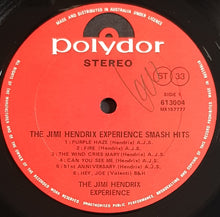 MADE AND DISTRIBUTED IN AUSTRALIA BY
polydor
STEREO
ST 33
SIDE 1
613004
THE JIMI HENDRIX EXPERIENCE SMASH HITS
1 - PURPLE HAZE (Hendrix) A.J.S.
2 - FIRE (Hendrix) A.J.S.
3 - THE WIND CRIES MARY (Hendrix) A.J.S.
4 - CAN YOU SEE ME (Hendrix) A.J.S.
5 - 51st ANNIVERSARY (Hendrix) A.J.S.
6 - HEY, JOE (Valenti) B&H
THE JIMI HENDRIX
EXPERIENCE